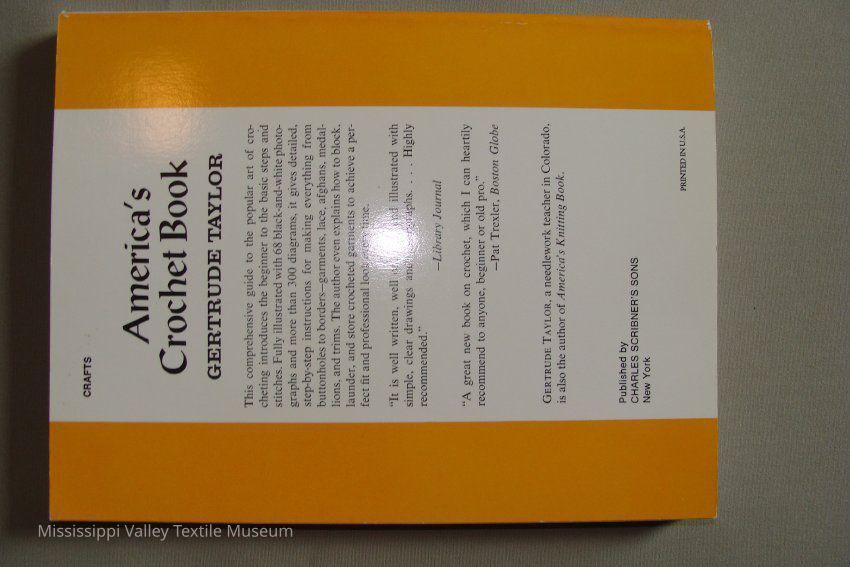 CRAFTS
America's
Crochet Book
GERTRUDE TAYLOR
This comprehensive guide to the popular art of cro-
cheting introduces the beginner to the basic steps and
stitches. Fully illustrated with 68 black-and-white photo-
graphs and more than 300 diagrams, it gives detailed,
step-by-step instructions for making everything from
buttonholes to borders—garments, lace, afghans, medal-
lions, and trims. The author even explains how to block,
launder, and store crocheted garments to achieve a per-
fect fit and professional look time.
"It is well written, well illustrated with
simple, clear drawings and . . . . Highly
recommended."
—Library Journal
"A great new book on crochet, which I can heartily
recommend to anyone, beginner or old pro."
—Pat Trexler, Boston Globe
GERTRUDE TAYLOR, a needlework teacher in Colorado,
is also the author of America's Knitting Book.
Published by
CHARLES SCRIBNER'S SONS
New York
PRINTED IN U.S.A.
Mississippi Valley Textile Museum